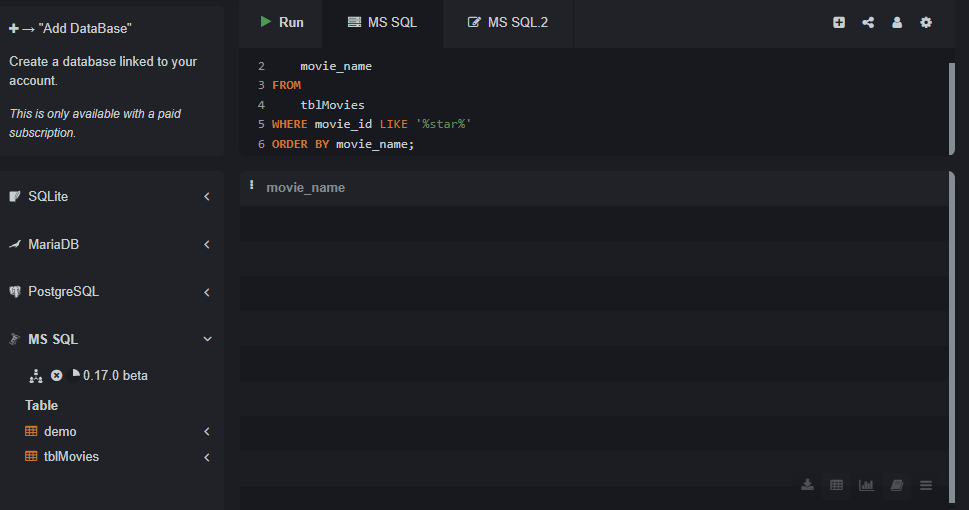 → "Add DataBase"
Create a database linked to your
account.
This is only available with a paid
subscription.
SQLite
MariaDB
PostgreSQL
MS SQL
0.17.0 beta
Table
demo
tblMovies
Run
MS SQL
MS SQL.2
2 movie_name
3 FROM
4 tblMovies
5 WHERE movie_id LIKE '%star%'
6 ORDER BY movie_name;
movie_name